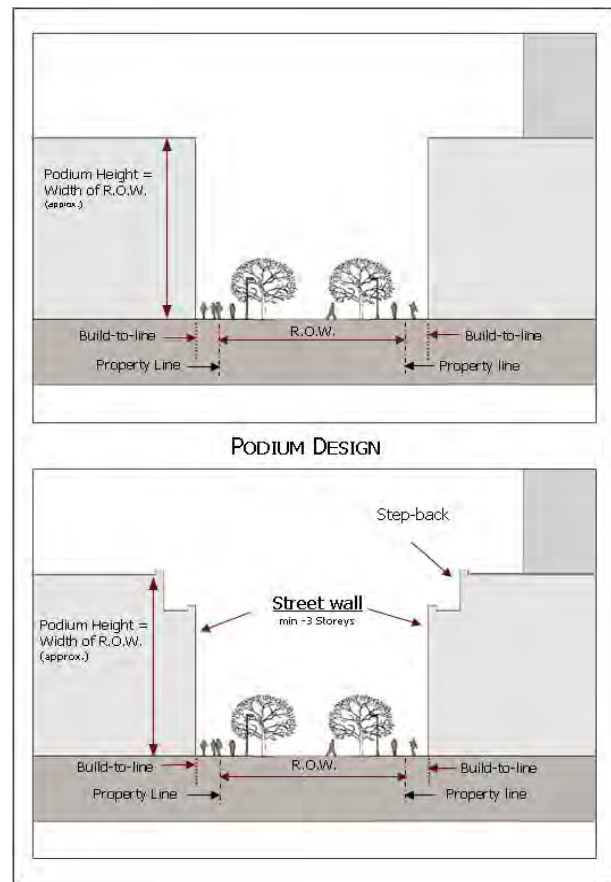 Podium Height =
Width of R.O.W.
(approx.)
Build-to-line
R.O.W.
Build-to-line
Property Line
Property line
PODIUM DESIGN
Step-back
Street wall
min -3 Storeys
Podium Height =
Width of R.O.W.
(approx.)
Build-to-line
R.O.W.
Build-to-line
Property Line
Property line